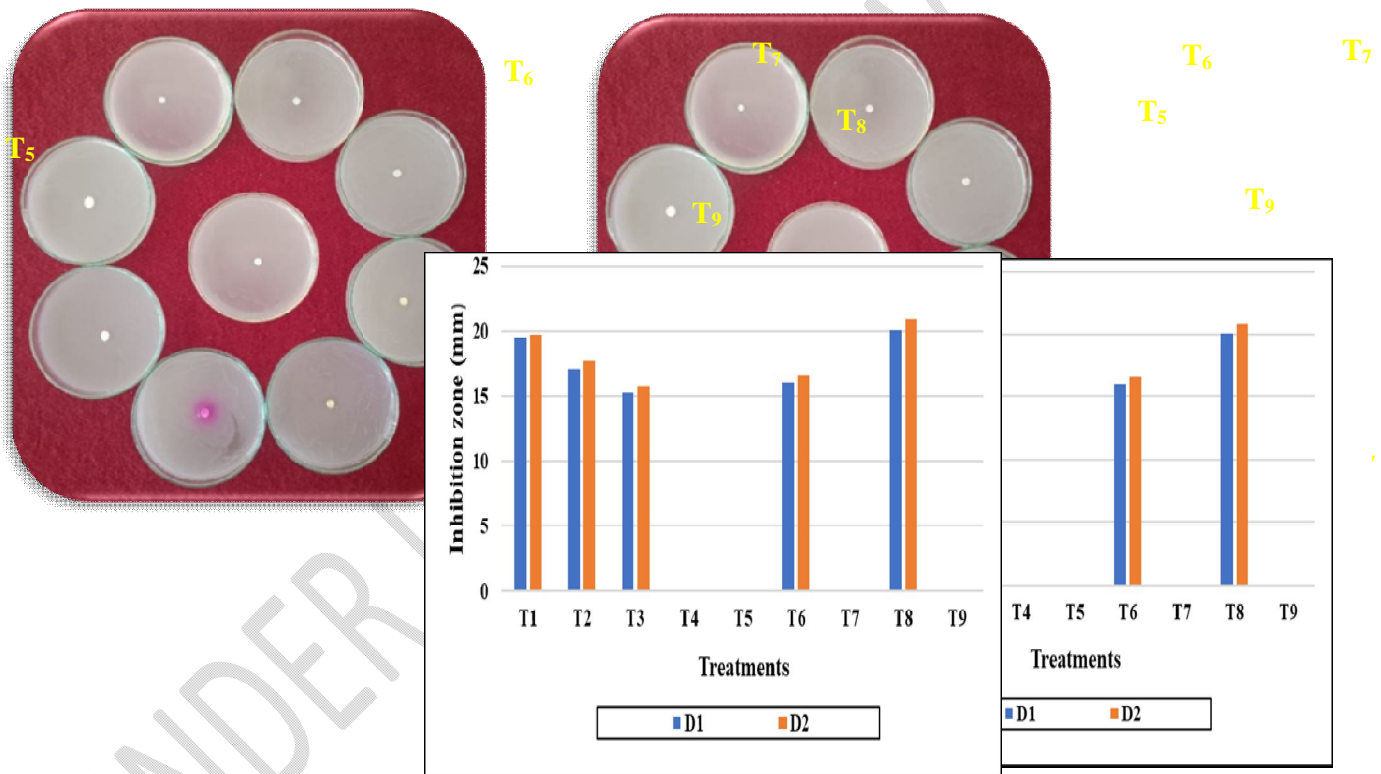 T₆
T₇
T₆
T₇
T₈
T₅
T₅
T₉
T₉
25
20
15
10
5
0
Inhibition zone (mm)
T1 T2 T3 T4 T5 T6 T7 T8 T9
Treatments
D1 D2
T4 T5 T6 T7 T8 T9
Treatments
D1 D2
UNDER